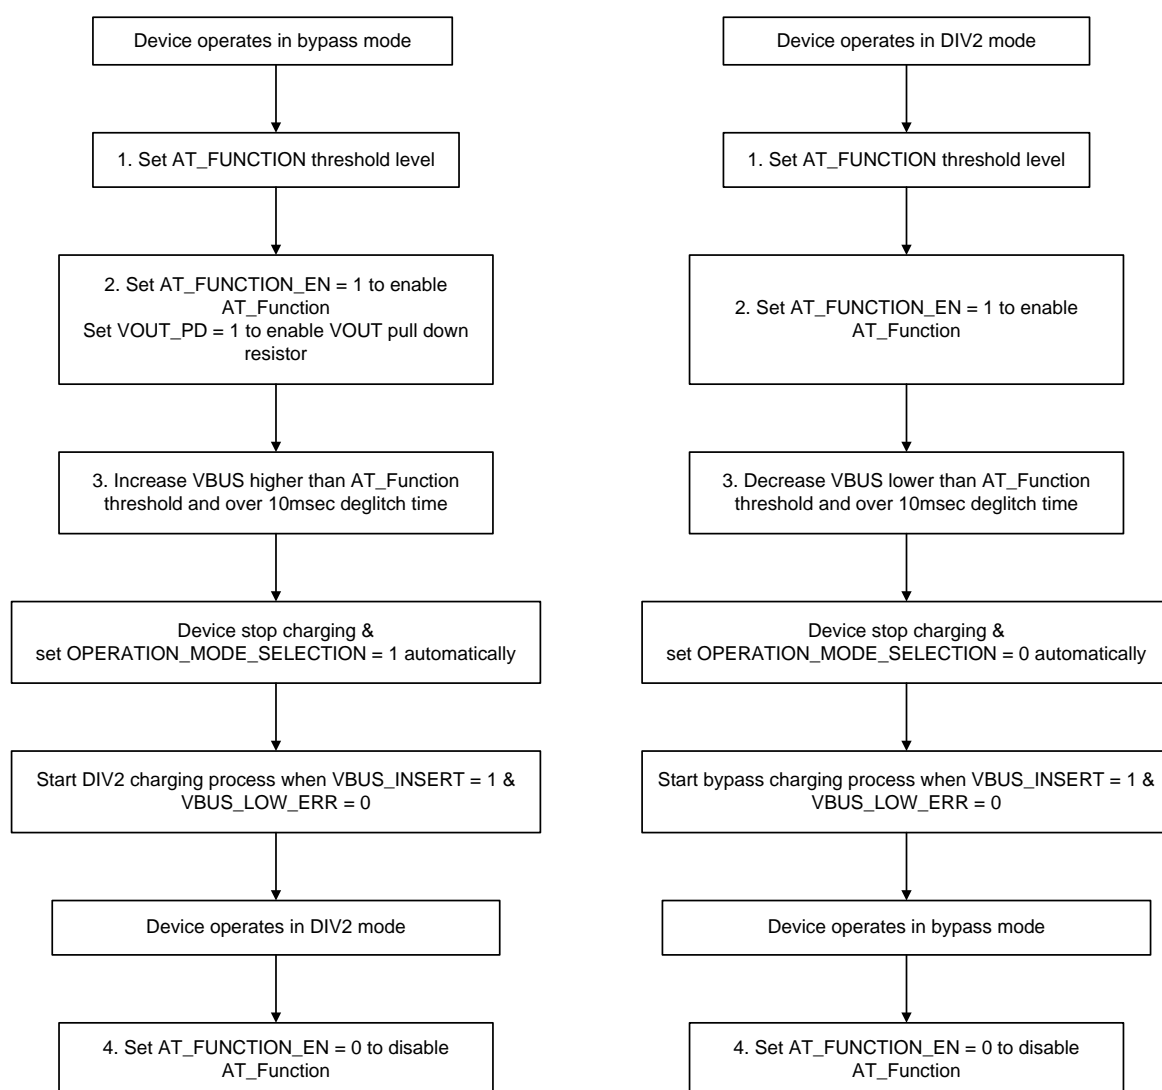 Device operates in bypass mode
1. Set AT_FUNCTION threshold level
2. Set AT_FUNCTION_EN = 1 to enable
AT_Function
Set VOUT_PD = 1 to enable VOUT pull down
resistor
3. Increase VBUS higher than AT_Function
threshold and over 10msec deglitch time
Device stop charging &
set OPERATION_MODE_SELECTION = 1 automatically
Start DIV2 charging process when VBUS_INSERT = 1 &
VBUS_LOW_ERR = 0
Device operates in DIV2 mode
4. Set AT_FUNCTION_EN = 0 to disable
AT_Function
Device operates in DIV2 mode
1. Set AT_FUNCTION threshold level
2. Set AT_FUNCTION_EN = 1 to enable
AT_Function
3. Decrease VBUS lower than AT_Function
threshold and over 10msec deglitch time
Device stop charging &
set OPERATION_MODE_SELECTION = 0 automatically
Start bypass charging process when VBUS_INSERT = 1 &
VBUS_LOW_ERR = 0
Device operates in bypass mode
4. Set AT_FUNCTION_EN = 0 to disable
AT_Function